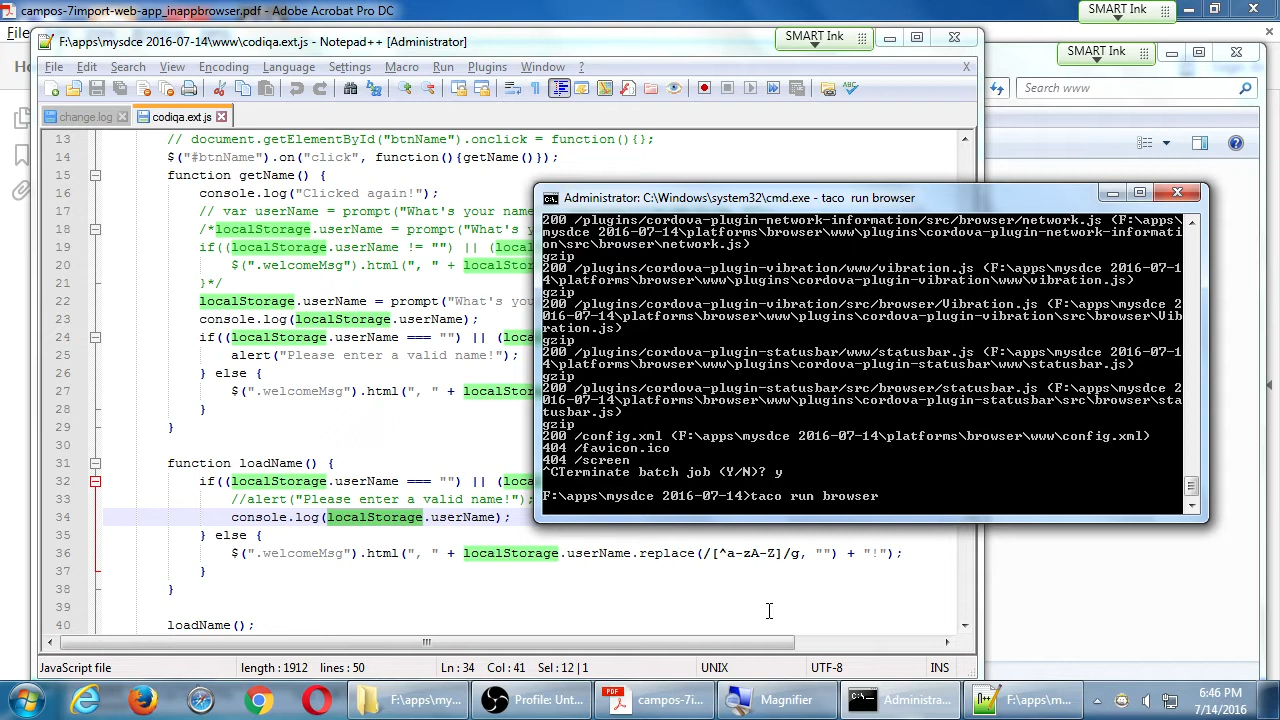 campos-7import-web-app_inappbrowser.pdf - Adobe Acrobat Pro DC
SMART Ink
F:\apps\mysdce 2016-07-14\www\codiqa.ext.js - Notepad++ [Administrator]
SMART Ink
SMART Ink
File Edit Search View Encoding Language Settings Macro Run Plugins Window ?
X
Search www
change.log
codiqa.ext.js
13 // document.getElementById("btnName").onclick = function(){};
14 $("#btnName").on("click", function(){getName()});
15 function getName() {
16 console.log("Clicked again!");
17 // var userName = prompt("What's your name
18 /*localStorage.userName = prompt("What's y
19 if((localStorage.userName != "") || (local
20 $(".welcomeMsg").html(", " + localStor
21 }*/
22 localStorage.userName = prompt("What's you
23 console.log(localStorage.userName);
24 if((localStorage.userName === "") || (loc
25 alert("Please enter a valid name!");
26 } else {
27 $(".welcomeMsg").html(", " + localStor
28 }
29 }
30
31 function loadName() {
32 if((localStorage.userName === "") || (loc
33 //alert("Please enter a valid name!");
34 console.log(localStorage.userName);
35 } else {
36 $(".welcomeMsg").html(", " + localStorage.userName.replace(/[^a-zA-Z]/g, "") + "!");
37 }
38 }
39
40 loadName();
Administrator: C:\Windows\system32\cmd.exe - taco run browser
200 /plugins/cordova-plugin-network-information/src/browser/network.js (F:\apps\
mysdce 2016-07-14\platforms\browser\www\plugins\cordova-plugin-network-informati
on\src\browser\network.js)
gzip
200 /plugins/cordova-plugin-vibration/www/vibration.js (F:\apps\mysdce 2016-07-1
4\platforms\browser\www\plugins\cordova-plugin-vibration\www\vibration.js)
gzip
200 /plugins/cordova-plugin-vibration/src/browser/Vibration.js (F:\apps\mysdce 2
016-07-14\platforms\browser\www\plugins\cordova-plugin-vibration\src\browser\Vib
ration.js)
gzip
200 /plugins/cordova-plugin-statusbar/www/statusbar.js (F:\apps\mysdce 2016-07-1
4\platforms\browser\www\plugins\cordova-plugin-statusbar\www\statusbar.js)
gzip
200 /plugins/cordova-plugin-statusbar/src/browser/statusbar.js (F:\apps\mysdce 2
016-07-14\platforms\browser\www\plugins\cordova-plugin-statusbar\src\browser\sta
tusbar.js)
gzip
200 /config.xml (F:\apps\mysdce 2016-07-14\platforms\browser\www\config.xml)
404 /favicon.ico
404 /screen
^CTerminate batch job (Y/N)? y
F:\apps\mysdce 2016-07-14>taco run browser
JavaScript file length : 1912 lines : 50 Ln : 34 Col : 41 Sel : 12 | 1 UNIX UTF-8 INS
F:\apps\my... Profile: Unt... campos-7i... Magnifier Administra... F:\apps\m...
6:46 PM
7/14/2016